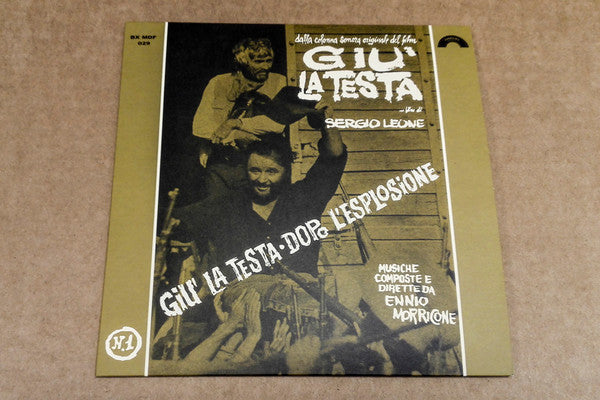 BX MDF
029
dalla colonna sonora originale del film
GIU'
LA TESTA
un film di
SERGIO LEONE
GIU' LA TESTA · DOPO L'ESPLOSIONE
MUSICHE
COMPOSTE E
DIRETTE DA
ENNIO
MORRICONE
N.1